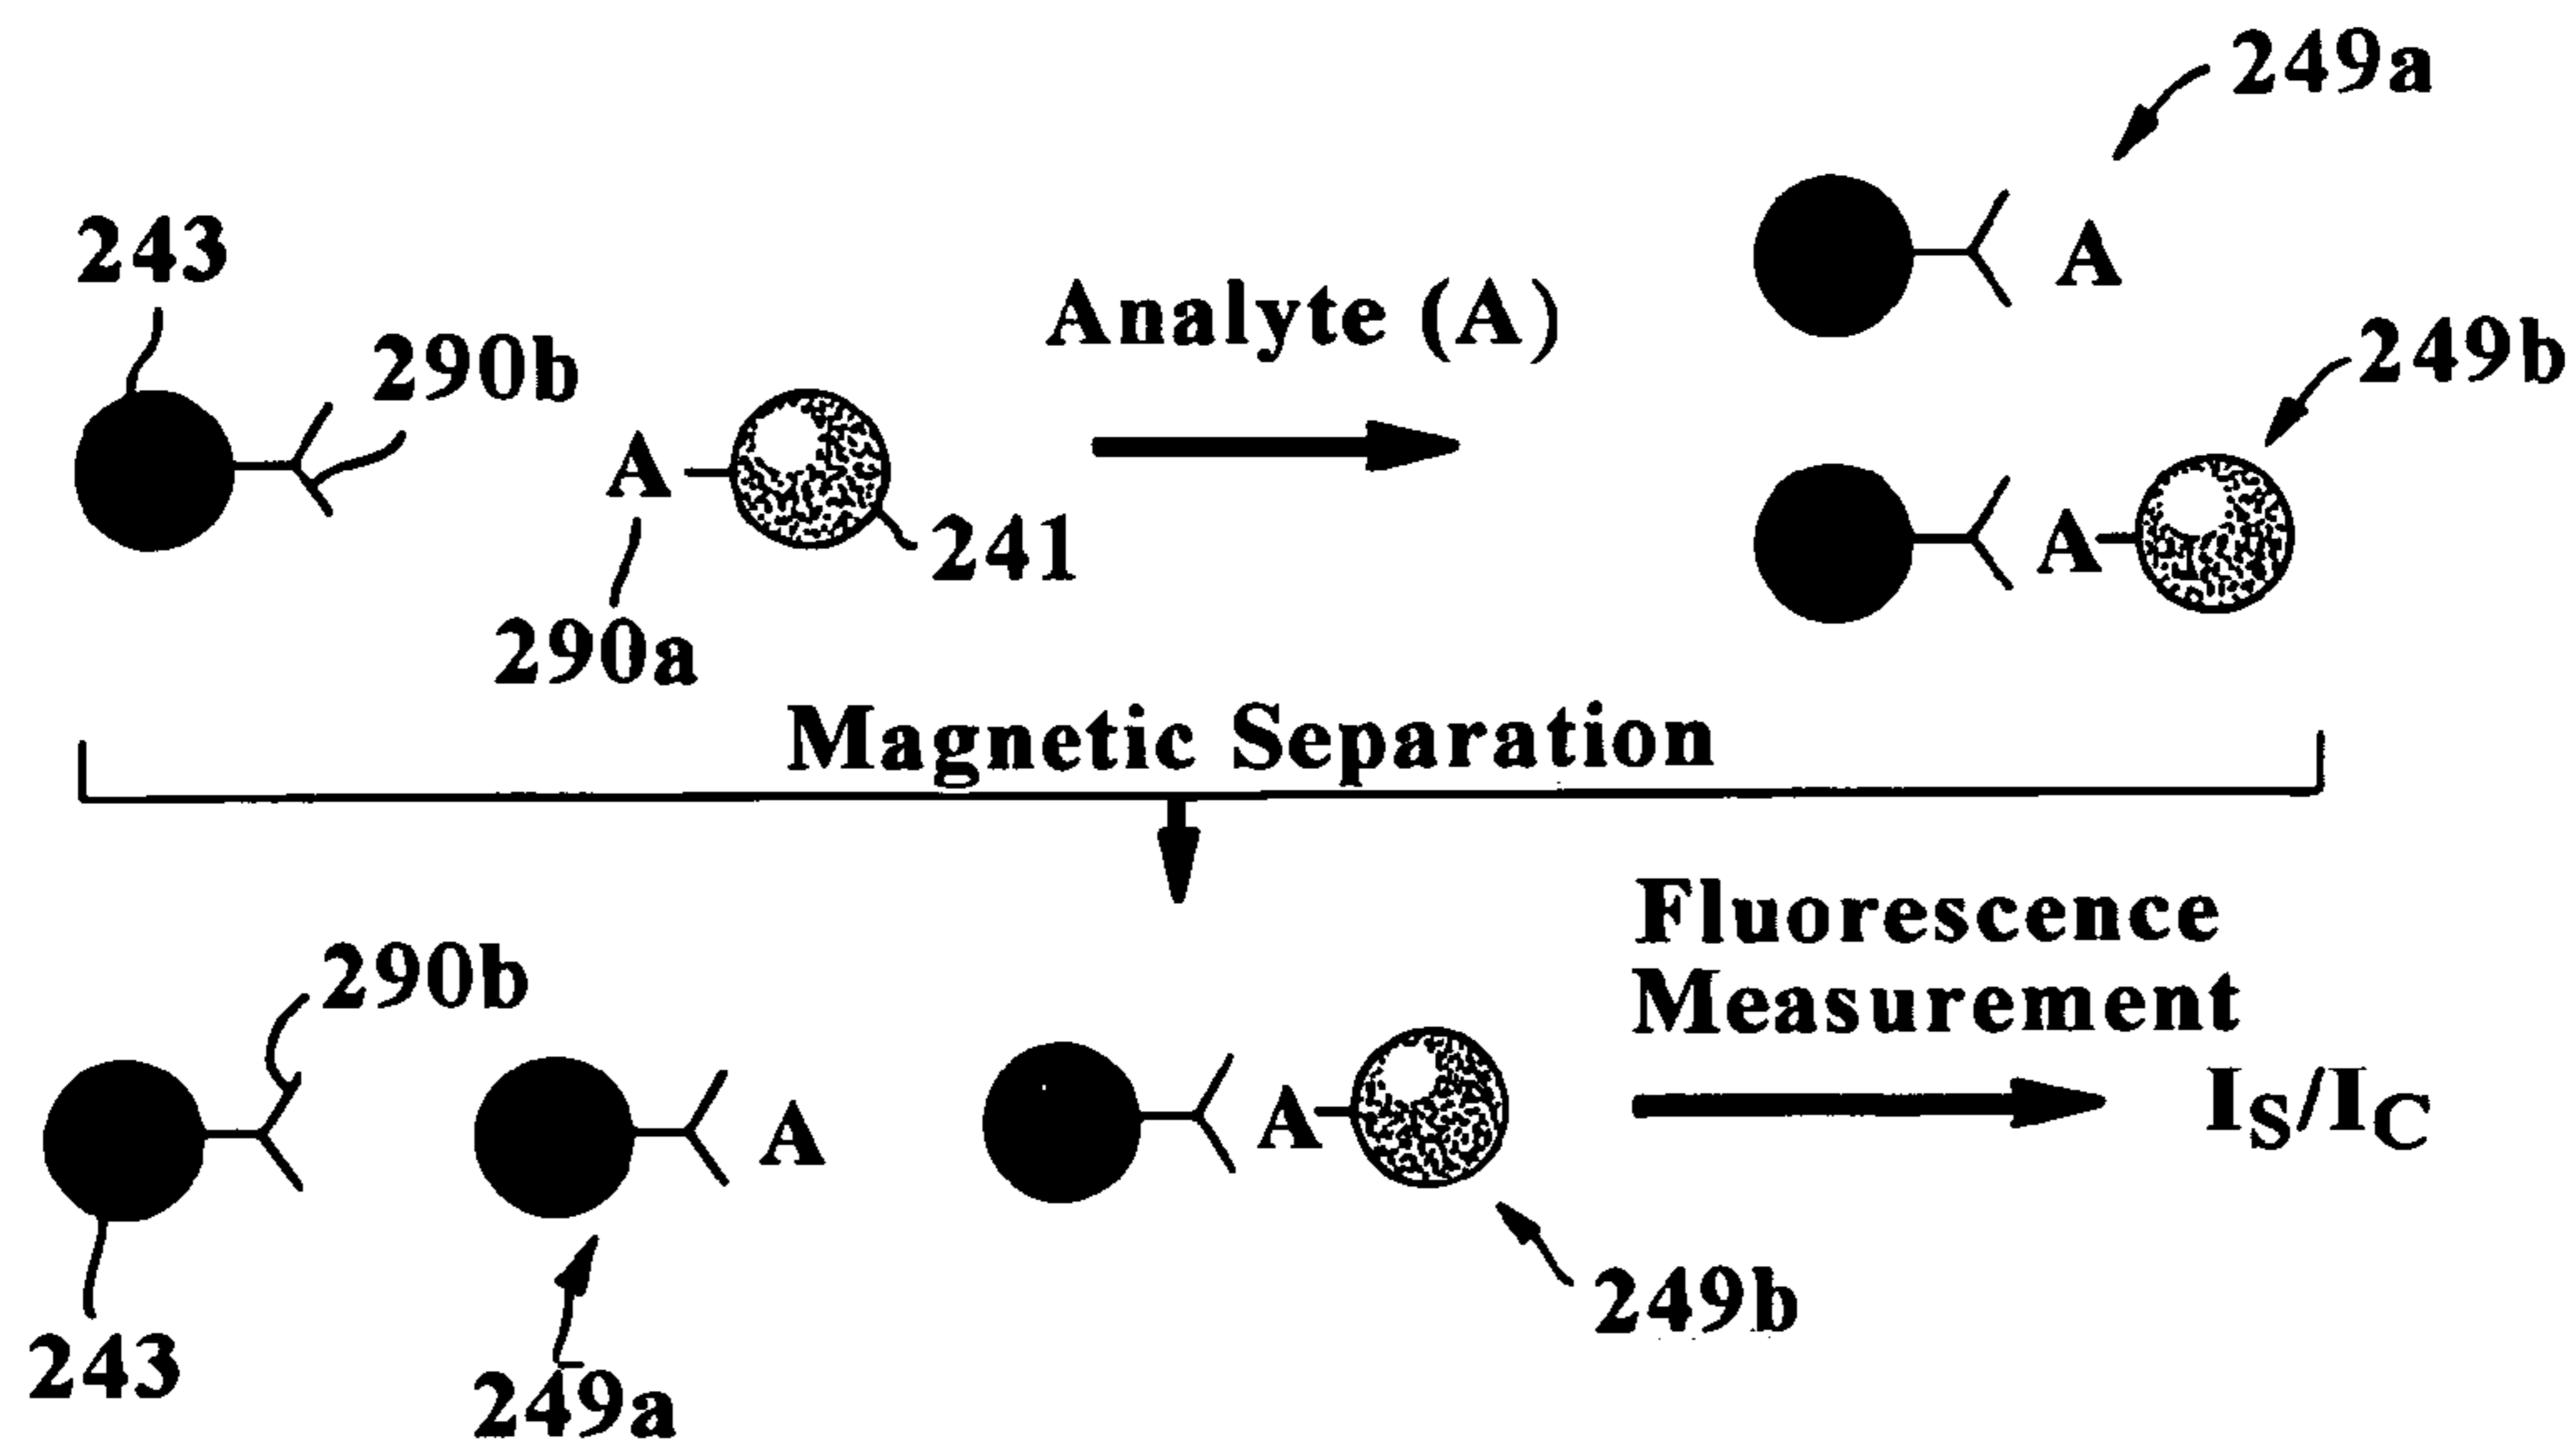 249a
243
290b
Analyte (A)
A
249b
A
241
A
290a
Magnetic Separation
Fluorescence
Measurement
290b
A
A
IS/IC
249b
243
249a